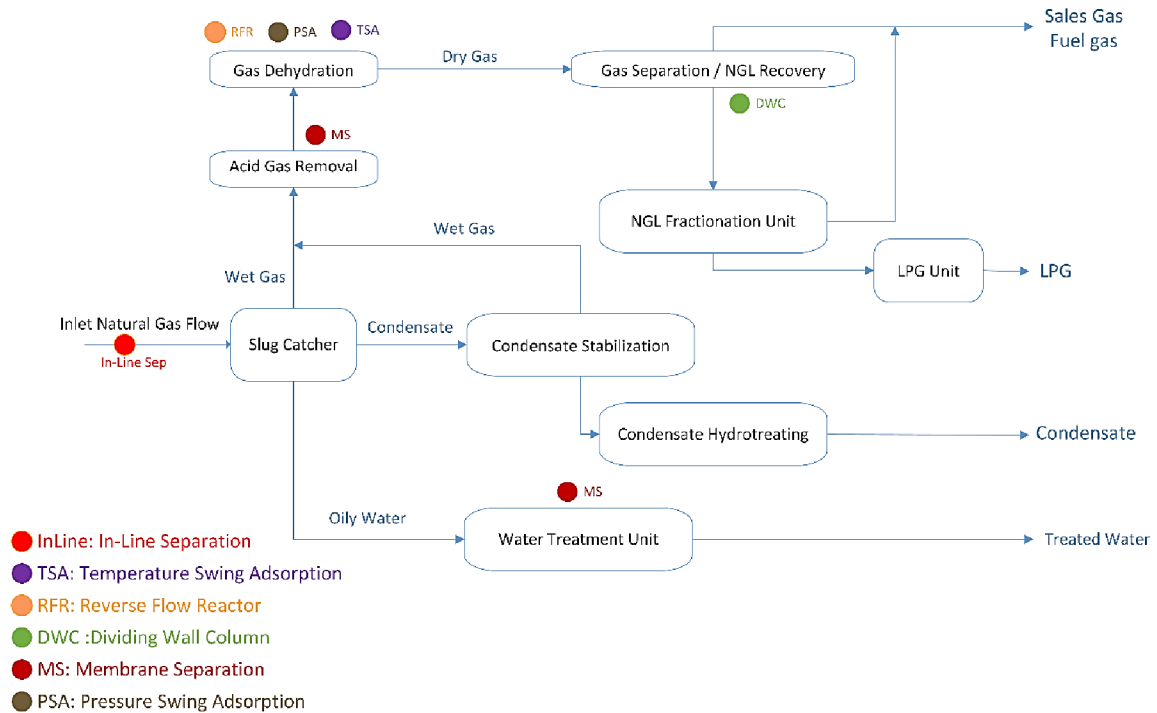 RFR
PSA
TSA
Sales Gas
Fuel gas
Gas Dehydration
Dry Gas
Gas Separation / NGL Recovery
DWC
MS
Acid Gas Removal
NGL Fractionation Unit
Wet Gas
LPG Unit
LPG
Wet Gas
Inlet Natural Gas Flow
In-Line Sep
Slug Catcher
Condensate
Condensate Stabilization
Condensate Hydrotreating
Condensate
MS
Oily Water
Water Treatment Unit
Treated Water
InLine: In-Line Separation
TSA: Temperature Swing Adsorption
RFR: Reverse Flow Reactor
DWC :Dividing Wall Column
MS: Membrane Separation
PSA: Pressure Swing Adsorption